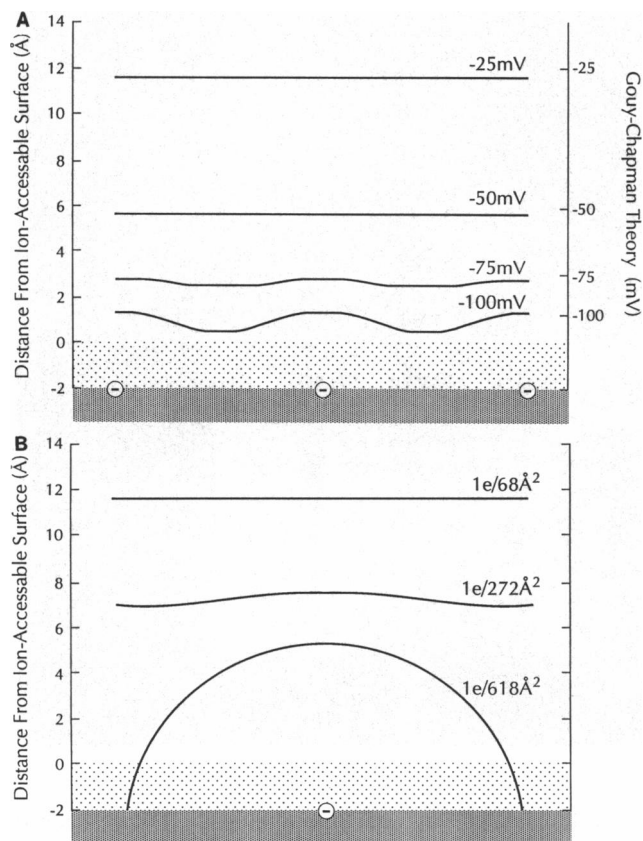 A
Distance From Ion-Accessable Surface (Å)
14
12
10
8
6
4
2
0
-2
-25mV
-50mV
-75mV
-100mV
-25
-50
-75
-100
Gouy-Chapman Theory (mV)
B
Distance From Ion-Accessable Surface (Å)
14
12
10
8
6
4
2
0
-2
1e/68Å²
1e/272Å²
1e/618Å²